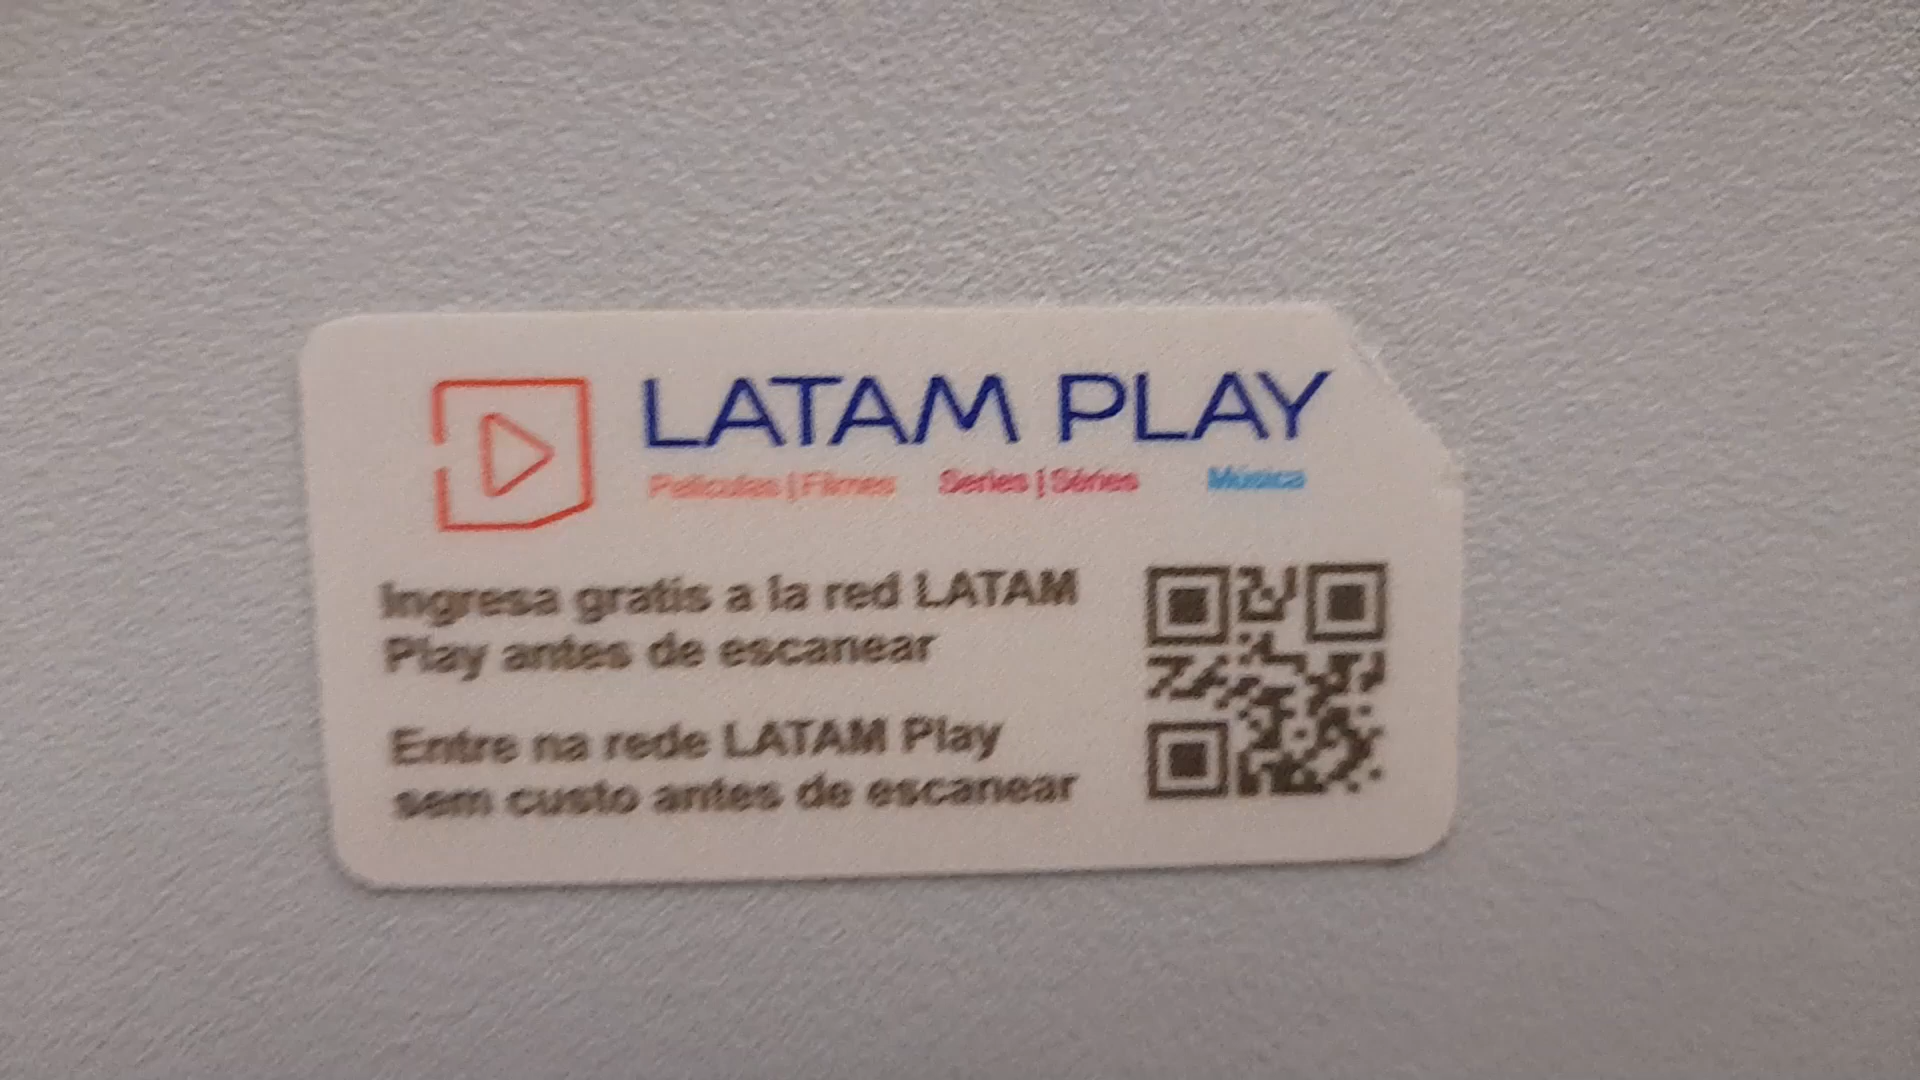 LATAM PLAY
Películas | Filmes Series | Séries Música
Ingresa gratis a la red LATAM
Play antes de escanear
Entre na rede LATAM Play
sem custo antes de escanear